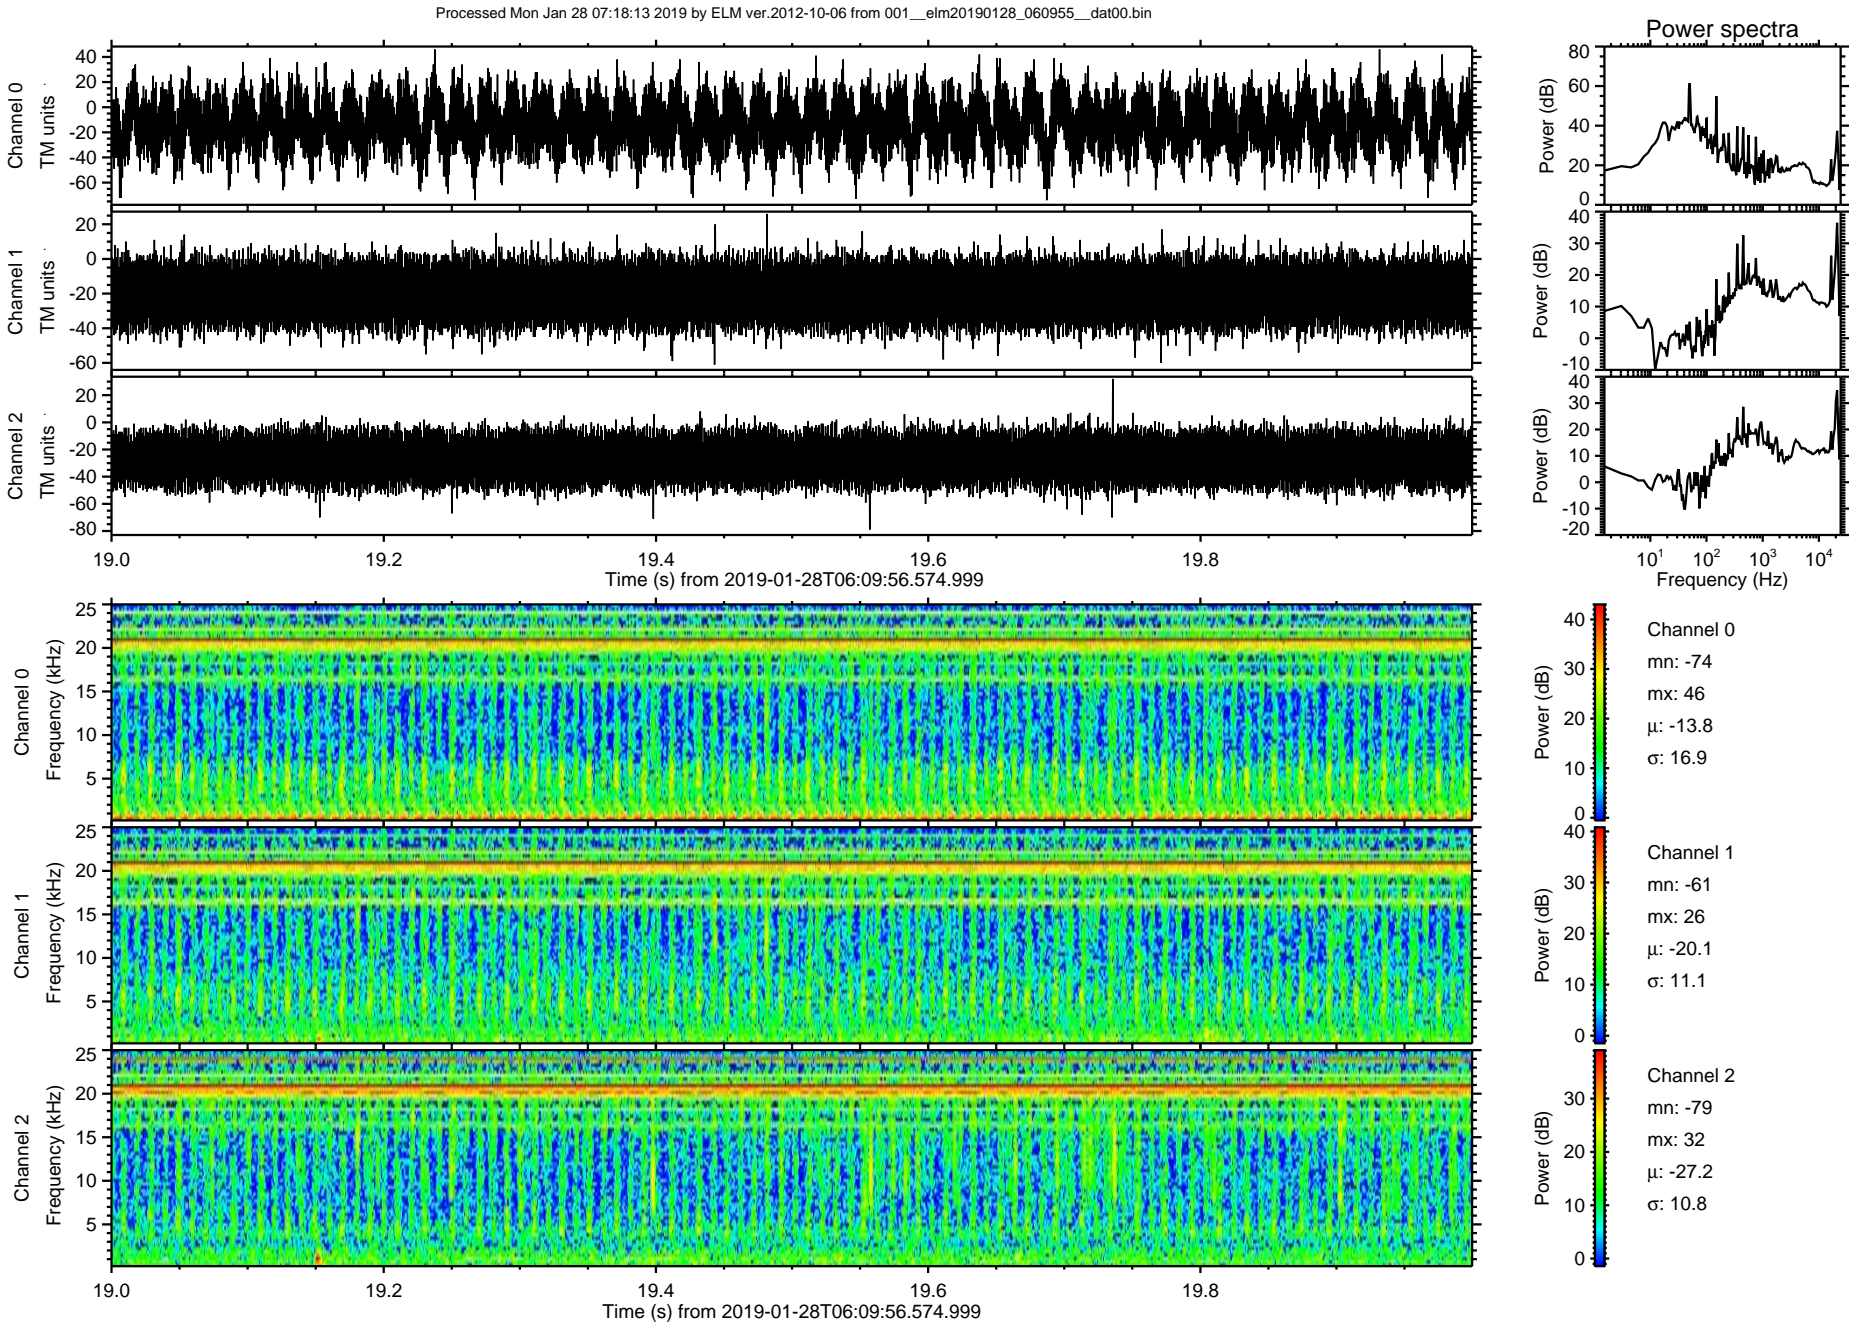 Processed Mon Jan 28 07:18:13 2019 by ELM ver.2012-10-06 from 001__elm20190128_060955__dat00.bin
Power spectra
Channel 0
TM units
40
20
0
-20
-40
-60
Power (dB)
80
60
40
20
0
Channel 1
TM units
20
0
-20
-40
-60
Power (dB)
40
30
20
10
0
-10
Channel 2
TM units
20
0
-20
-40
-60
-80
Power (dB)
40
30
20
10
0
-10
-20
19.0 19.2 19.4 19.6 19.8
Time (s) from 2019-01-28T06:09:56.574.999
10^1 10^2 10^3 10^4
Frequency (Hz)
Channel 0
Frequency (kHz)
25
20
15
10
5
Power (dB)
40
30
20
10
0
Channel 0
mn: -74
mx: 46
μ: -13.8
σ: 16.9
Channel 1
Frequency (kHz)
25
20
15
10
5
Power (dB)
40
30
20
10
0
Channel 1
mn: -61
mx: 26
μ: -20.1
σ: 11.1
Channel 2
Frequency (kHz)
25
20
15
10
5
Power (dB)
30
20
10
0
Channel 2
mn: -79
mx: 32
μ: -27.2
σ: 10.8
19.0 19.2 19.4 19.6 19.8
Time (s) from 2019-01-28T06:09:56.574.999